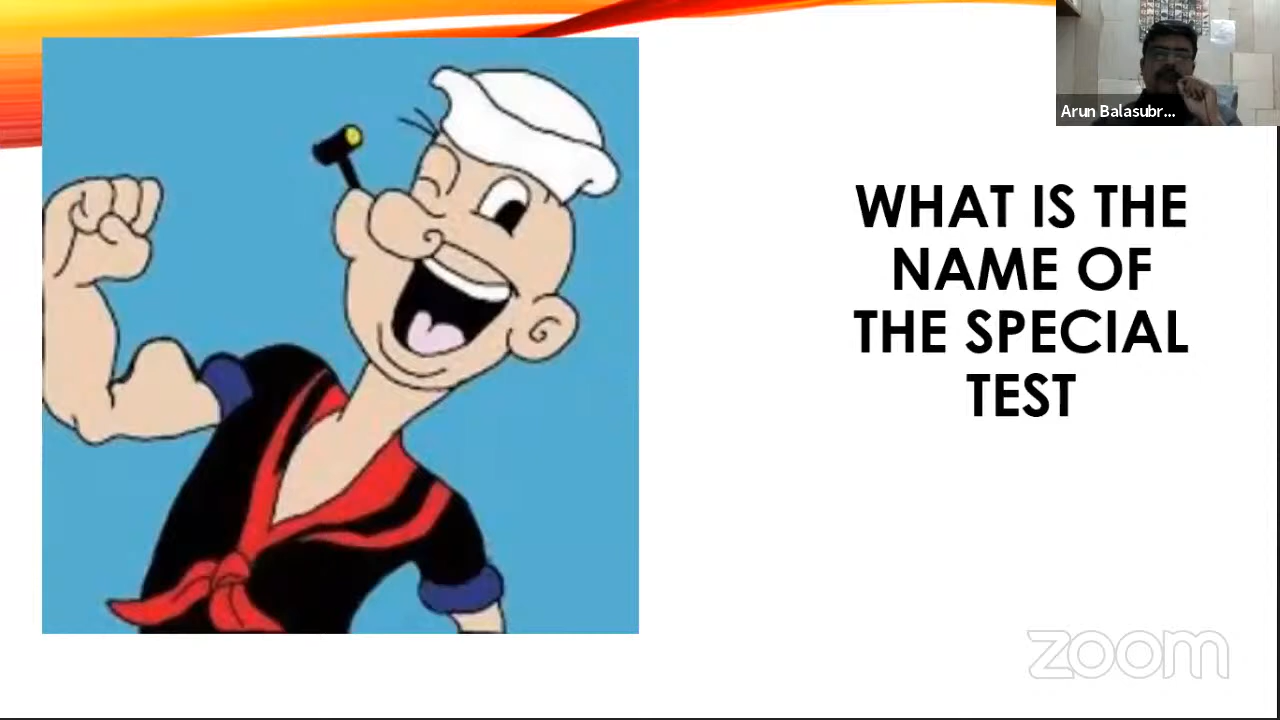 Arun Balasubr...
WHAT IS THE
NAME OF
THE SPECIAL
TEST
zoom